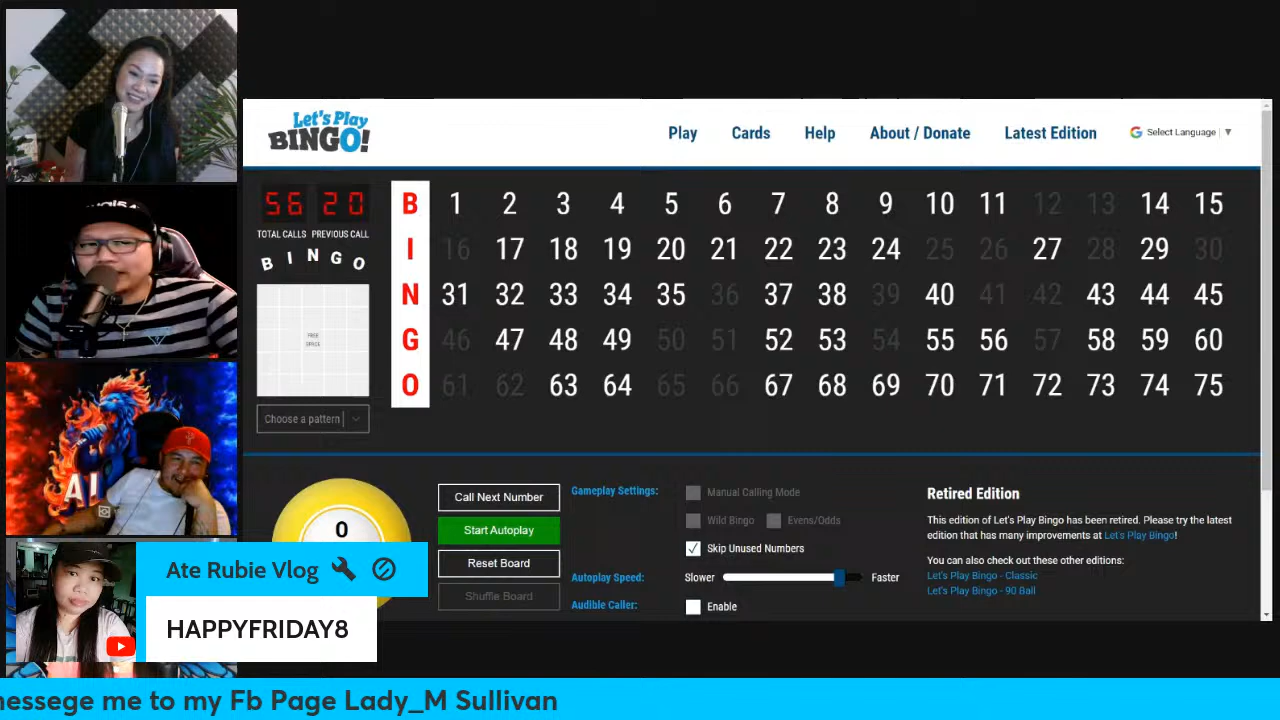 Let's Play
BINGO!
Play Cards Help About / Donate Latest Edition Select Language
56 20
TOTAL CALLS PREVIOUS CALL
B I N G O
FREE
SPACE
Choose a pattern
B 1 2 3 4 5 6 7 8 9 10 11 12 13 14 15
I 16 17 18 19 20 21 22 23 24 25 26 27 28 29 30
N 31 32 33 34 35 36 37 38 39 40 41 42 43 44 45
G 46 47 48 49 50 51 52 53 54 55 56 57 58 59 60
O 61 62 63 64 65 66 67 68 69 70 71 72 73 74 75
0
Call Next Number
Start Autoplay
Reset Board
Shuffle Board
Gameplay Settings:
Manual Calling Mode
Wild Bingo Evens/Odds
Skip Unused Numbers
Autoplay Speed: Slower Faster
Audible Caller: Enable
Retired Edition
This edition of Let's Play Bingo has been retired. Please try the latest
edition that has many improvements at Let's Play Bingo!
You can also check out these other editions:
Let's Play Bingo - Classic
Let's Play Bingo - 90 Ball
Ate Rubie Vlog
HAPPYFRIDAY8
messege me to my Fb Page Lady_M Sullivan